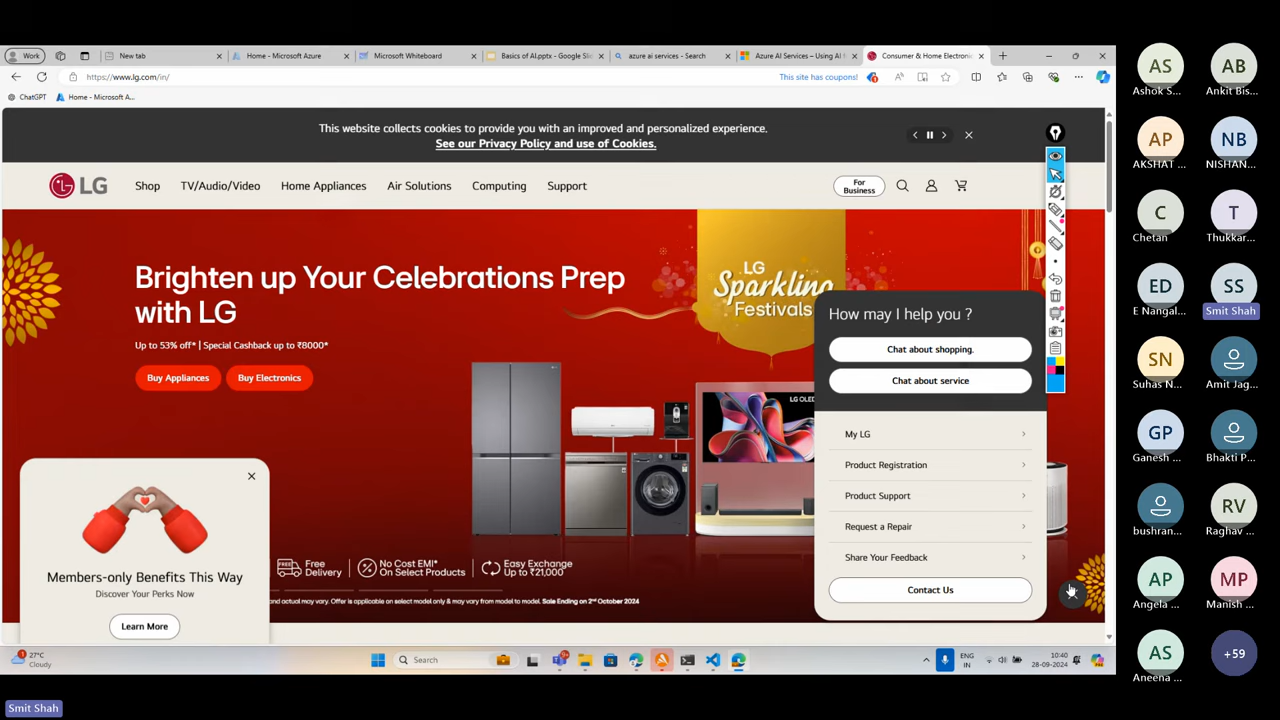 Work
New tab
Home - Microsoft Azure
Microsoft Whiteboard
Basics of AI.pptx - Google Slid
azure ai services - Search
Azure AI Services – Using AI f
Consumer & Home Electronic
https://www.lg.com/in/
This site has coupons!
ChatGPT
Home - Microsoft A...
This website collects cookies to provide you with an improved and personalized experience.
See our Privacy Policy and use of Cookies.
LG
Shop
TV/Audio/Video
Home Appliances
Air Solutions
Computing
Support
For
Business
Brighten up Your Celebrations Prep
with LG
Up to 53% off* | Special Cashback up to ₹8000*
Buy Appliances
Buy Electronics
LG
Sparkling
Festivals
LG OLED
How may I help you ?
Chat about shopping.
Chat about service
My LG
Product Registration
Product Support
Request a Repair
Share Your Feedback
Contact Us
Members-only Benefits This Way
Discover Your Perks Now
Learn More
FREE
Free
Delivery
No Cost EMI*
On Select Products
Easy Exchange
Up to ₹21,000
and actual may vary. Offer is applicable on select model only & may vary from model to model. Sale Ending on 2nd October 2024
27°C
Cloudy
Search
ENG
IN
10:40
28-09-2024
AS
Ashok S...
AB
Ankit Bis...
AP
AKSHAT ...
NB
NISHAN...
C
Chetan
T
Thukkar...
ED
E Nangal...
SS
Smit Shah
SN
Suhas N...
Amit Jag...
GP
Ganesh ...
Bhakti P...
bushran...
RV
Raghav ...
AP
Angela ...
MP
Manish ...
AS
Aneena ...
+59
Smit Shah